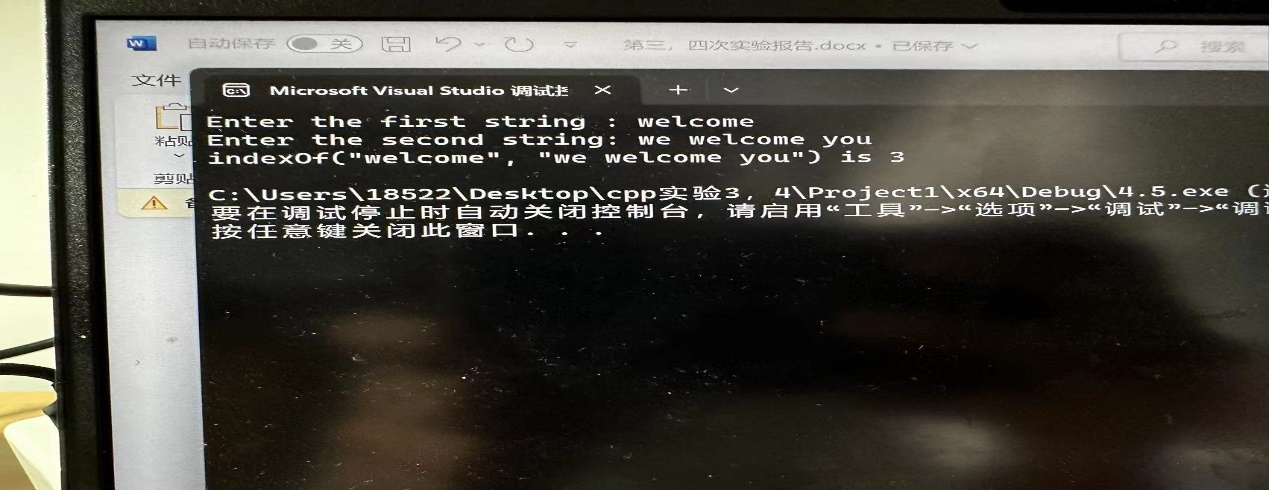 自动保存 关 第三，四次实验报告.docx • 已保存 搜索
文件
Microsoft Visual Studio 调试
粘贴
剪贴
Enter the first string : welcome
Enter the second string: we welcome you
indexOf("welcome", "we welcome you") is 3
C:\Users\18522\Desktop\cpp实验3, 4\Project1\x64\Debug\4.5.exe (
要在调试停止时自动关闭控制台，请启用“工具”->“选项”->“调试”->“调
按任意键关闭此窗口. . .